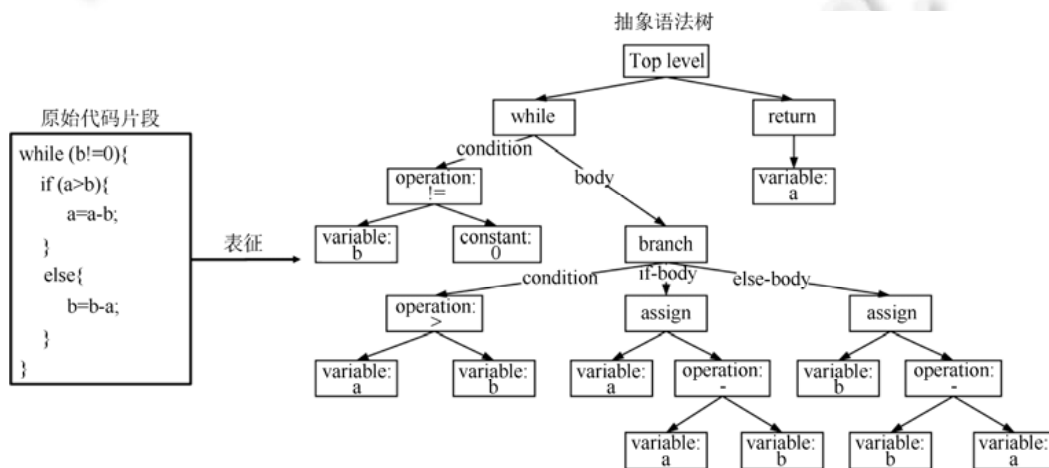 抽象语法树
Top level
原始代码片段
while
return
while (b!=0){
condition
if (a>b){
operation:
!=
body
variable:
a
a=a-b;
}
variable:
b
constant:
0
branch
表征
else{
condition
if-body
else-body
b=b-a;
operation:
>
assign
assign
}
}
variable:
a
variable:
b
variable:
a
operation:
-
variable:
b
operation:
-
variable:
a
variable:
b
variable:
b
variable:
a